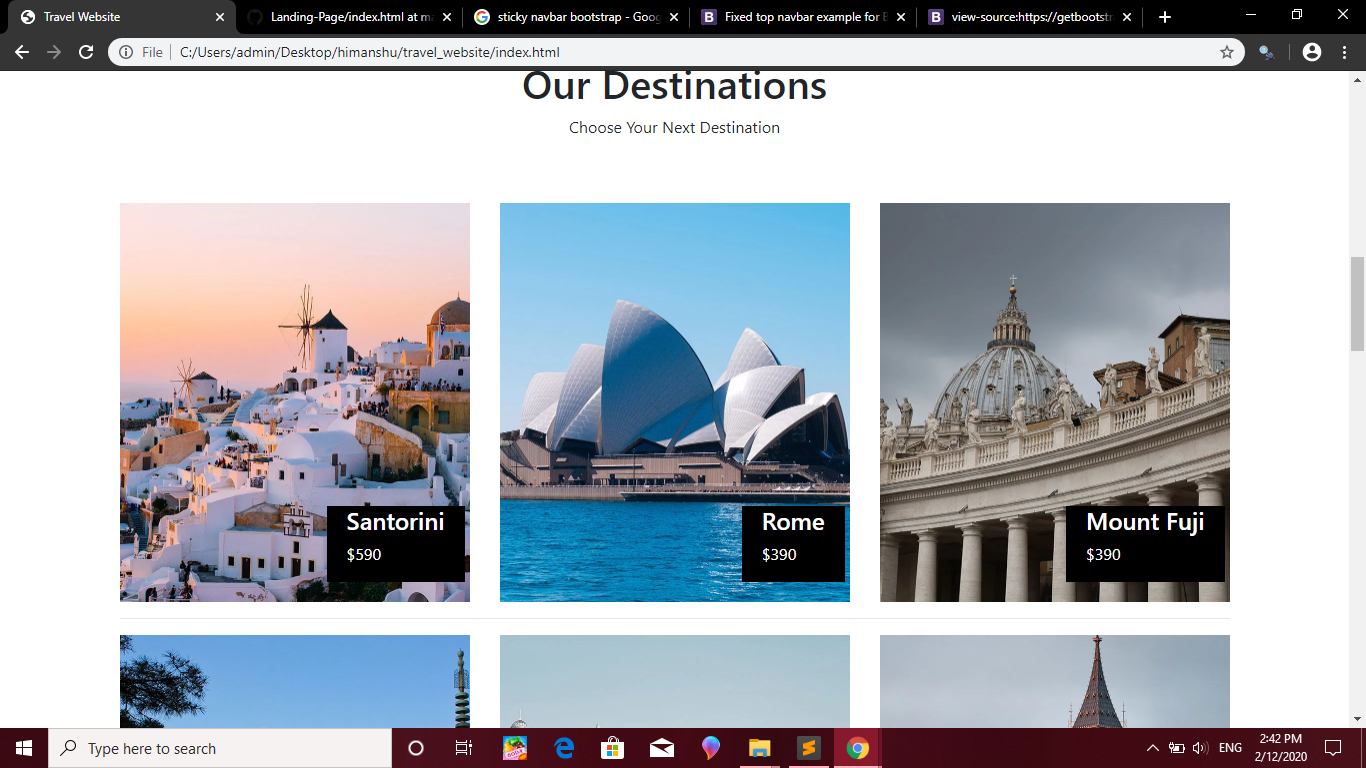 Travel Website
Landing-Page/index.html at ma
sticky navbar bootstrap - Goog
Fixed top navbar example for B
view-source:https://getbootstr
File
C:/Users/admin/Desktop/himanshu/travel_website/index.html
Our Destinations
Choose Your Next Destination
Santorini
$590
Rome
$390
Mount Fuji
$390
Type here to search
ENG
2:42 PM
2/12/2020